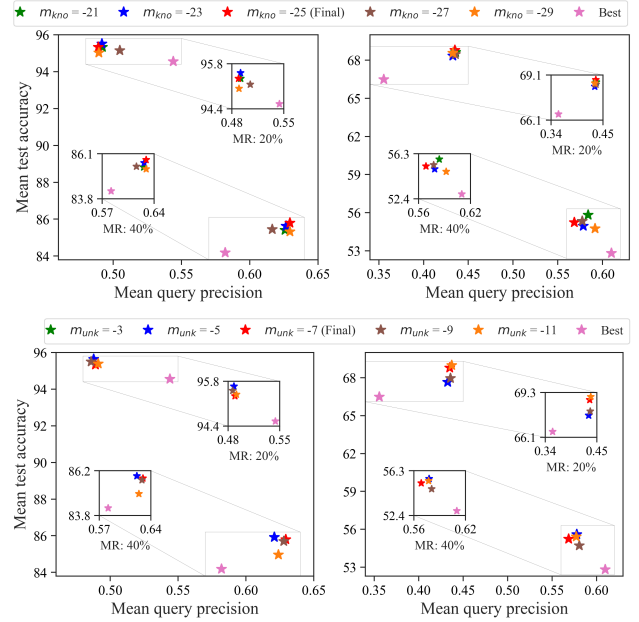 m_kno = -21 m_kno = -23 m_kno = -25 (Final) m_kno = -27 m_kno = -29 Best
Mean test accuracy
96 94 92 90 88 86 84
0.50 0.55 0.60 0.65
Mean query precision
95.8
94.4
0.48 0.55
MR: 20%
86.1
83.8
0.57 0.64
MR: 40%
68 65 62 59 56 53
0.35 0.40 0.45 0.50 0.55 0.60
Mean query precision
69.1
66.1
0.34 0.45
MR: 20%
56.3
52.4
0.56 0.62
MR: 40%
m_unk = -3 m_unk = -5 m_unk = -7 (Final) m_unk = -9 m_unk = -11 Best
Mean test accuracy
96 94 92 90 88 86 84
0.50 0.55 0.60 0.65
Mean query precision
95.8
94.4
0.48 0.55
MR: 20%
86.2
83.8
0.57 0.64
MR: 40%
68 65 62 59 56 53
0.35 0.40 0.45 0.50 0.55 0.60
Mean query precision
69.3
66.1
0.34 0.45
MR: 20%
56.3
52.4
0.56 0.62
MR: 40%